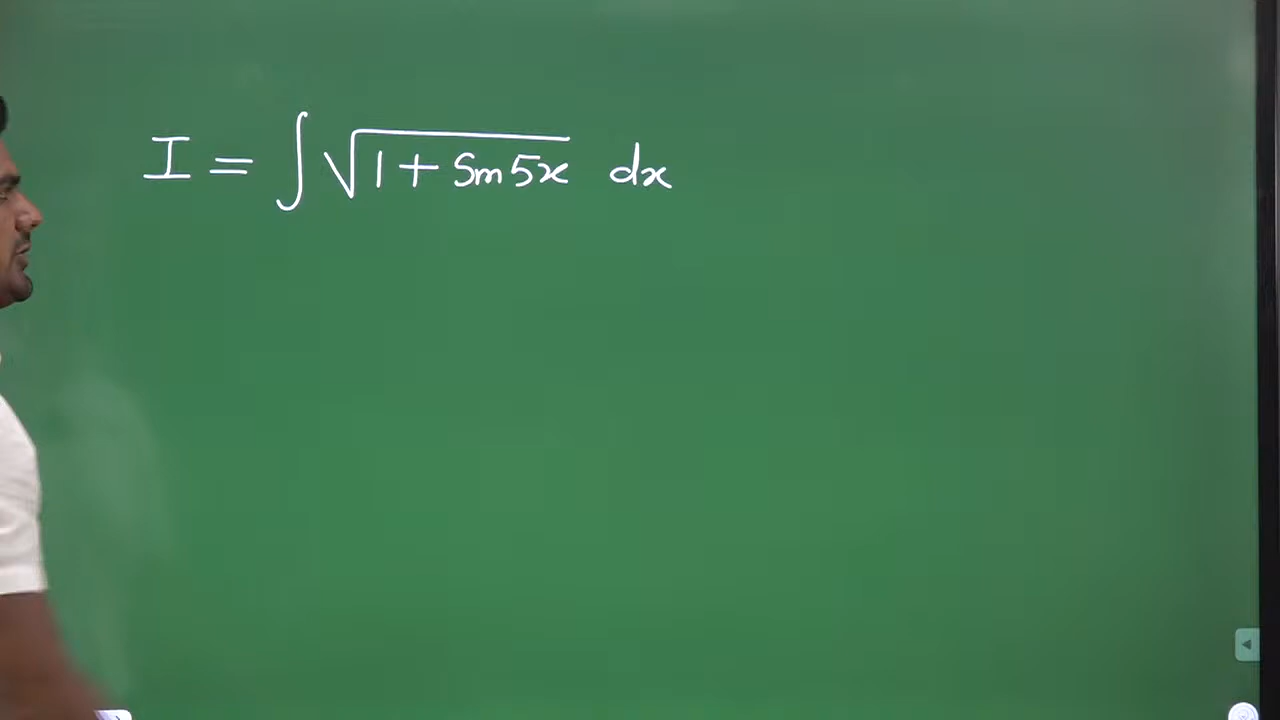 I = ∫ √(1 + Sin 5x) dx